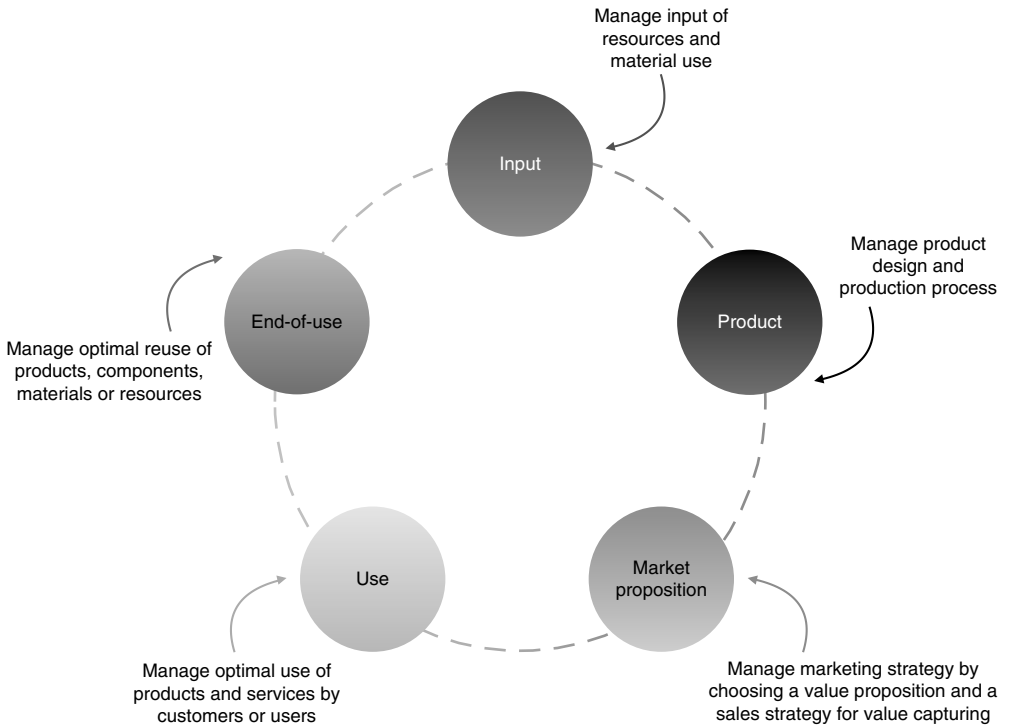 Manage input of
resources and
material use
Input
Manage product
design and
production process
Product
End-of-use
Manage optimal reuse of
products, components,
materials or resources
Use
Market
proposition
Manage optimal use of
products and services by
customers or users
Manage marketing strategy by
choosing a value proposition and a
sales strategy for value capturing